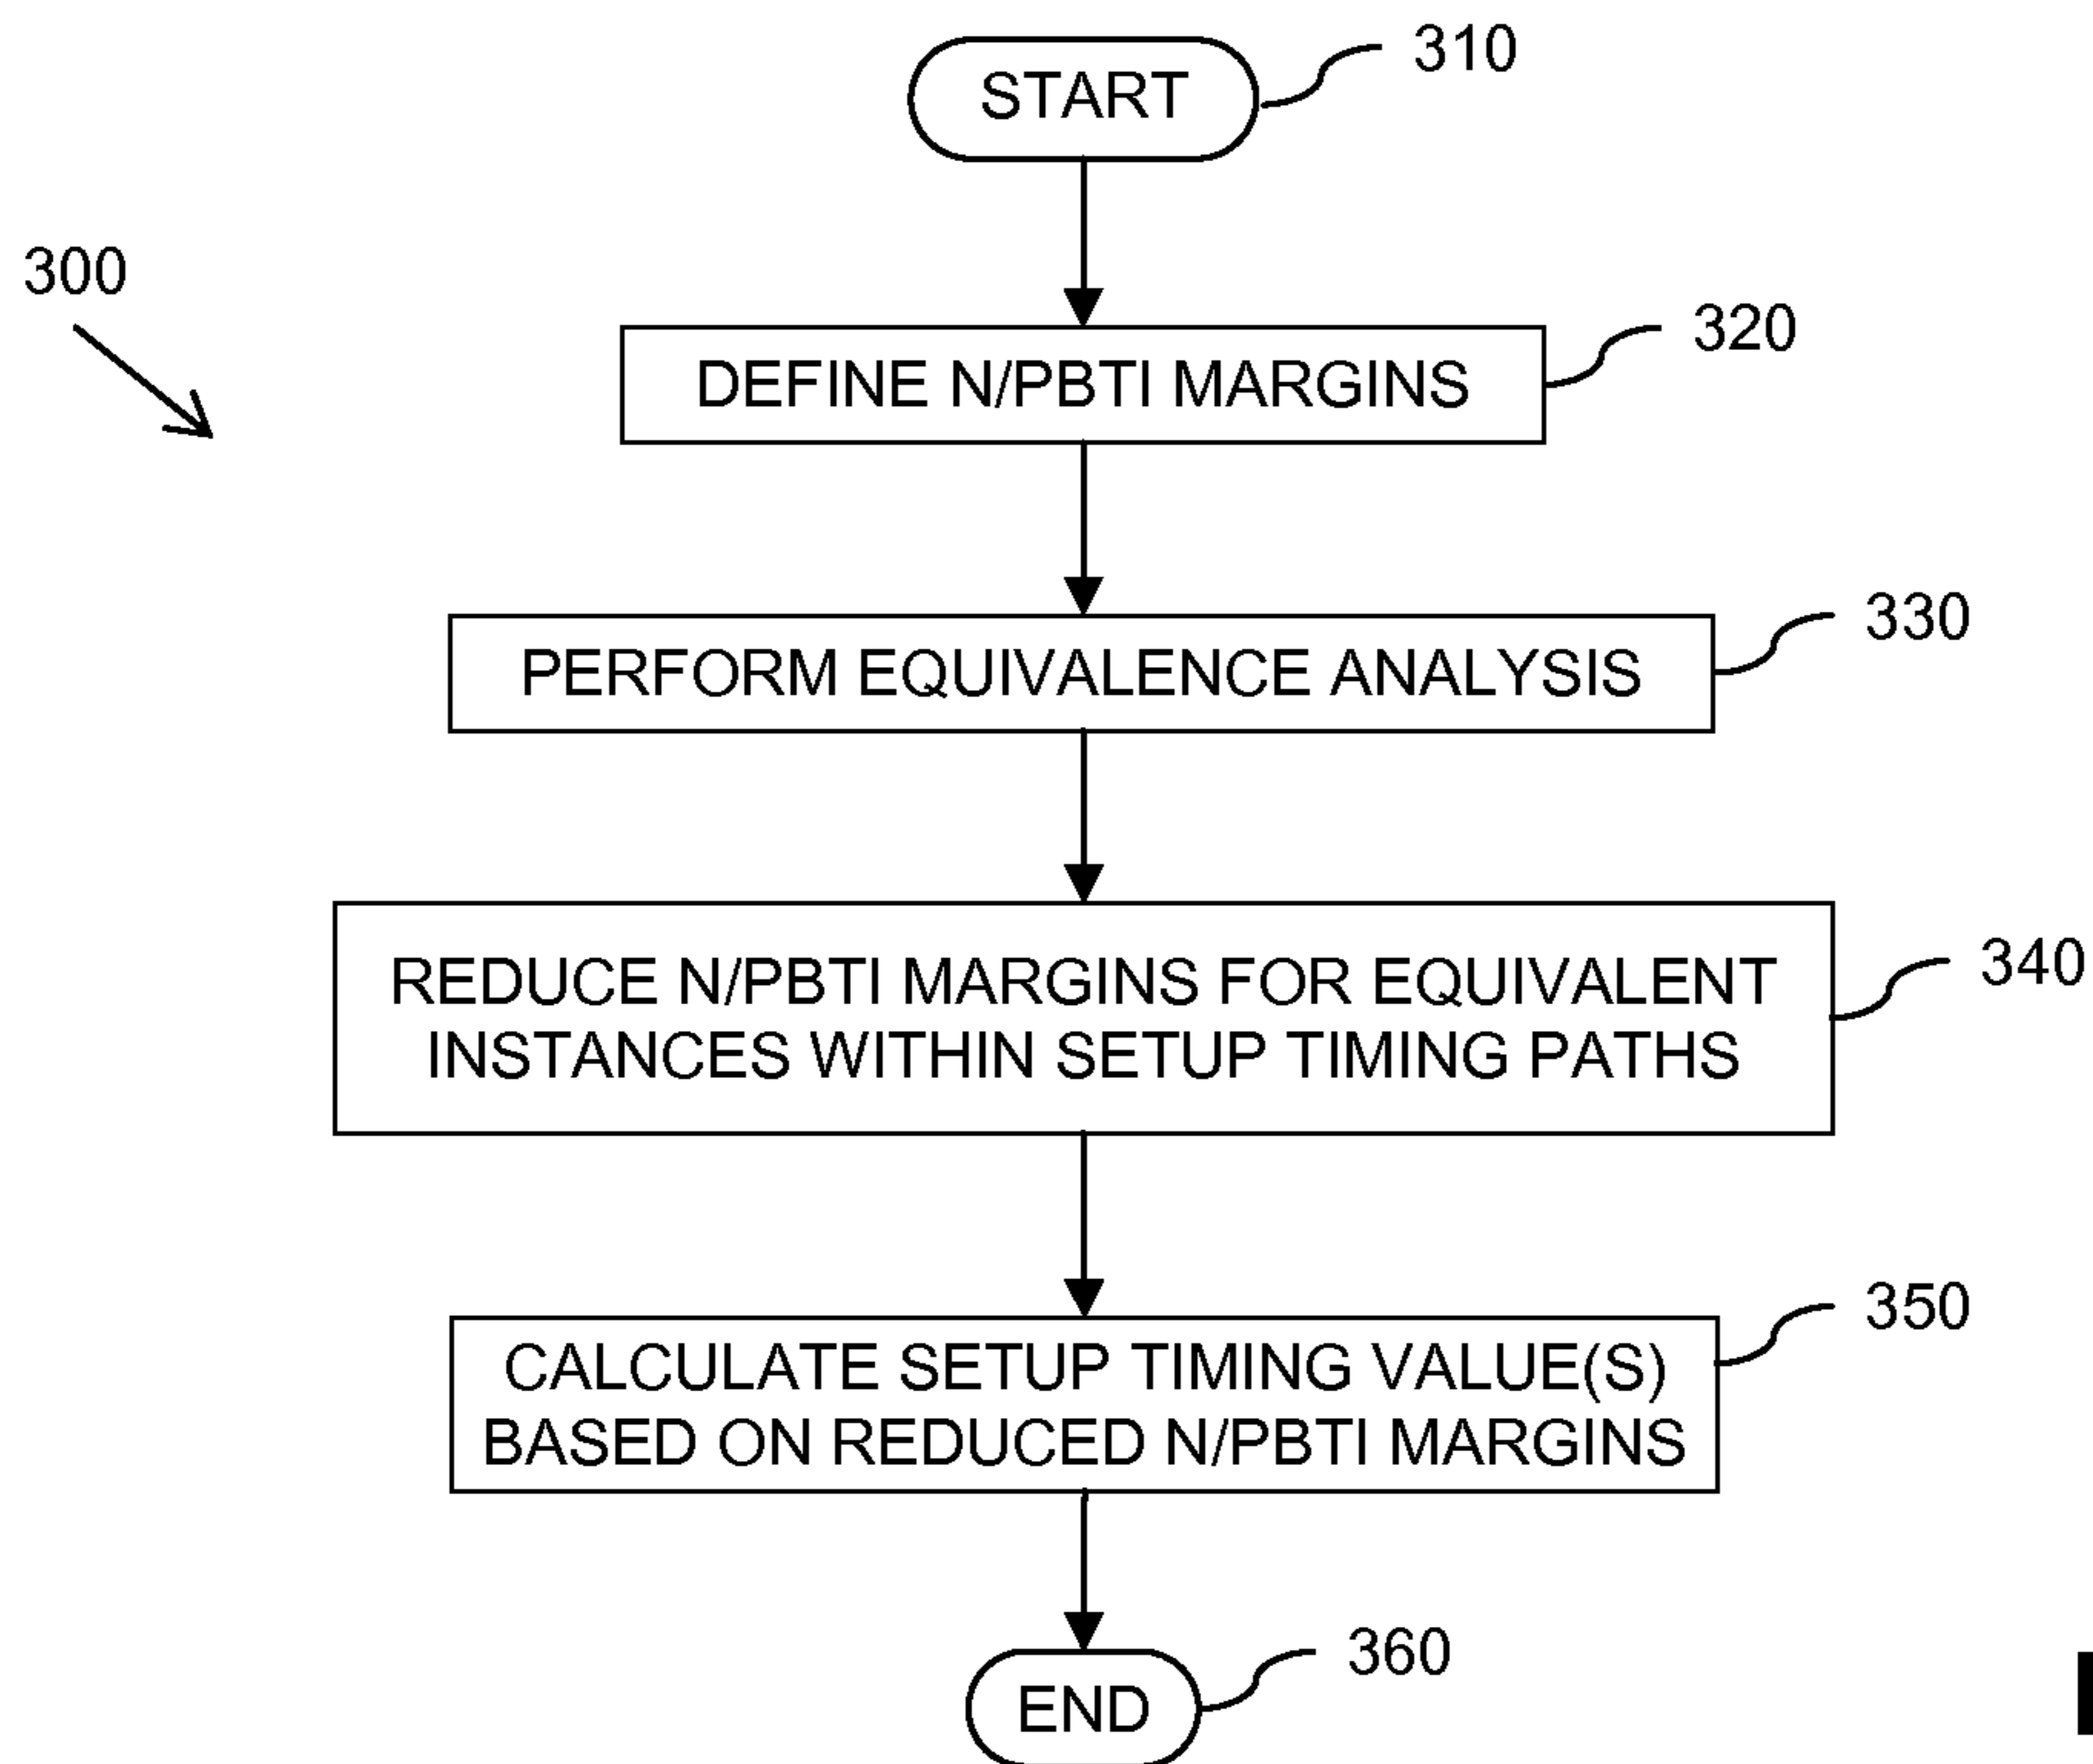 START
310
300
DEFINE N/PBTI MARGINS
320
PERFORM EQUIVALENCE ANALYSIS
330
REDUCE N/PBTI MARGINS FOR EQUIVALENT
INSTANCES WITHIN SETUP TIMING PATHS
340
CALCULATE SETUP TIMING VALUE(S)
BASED ON REDUCED N/PBTI MARGINS
350
END
360